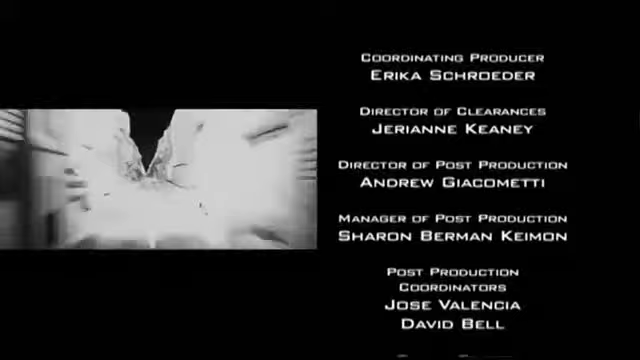 Coordinating Producer
Erika Schroeder
Director of Clearances
Jerianne Keaney
Director of Post Production
Andrew Giacometti
Manager of Post Production
Sharon Berman Keimon
Post Production
Coordinators
Jose Valencia
David Bell